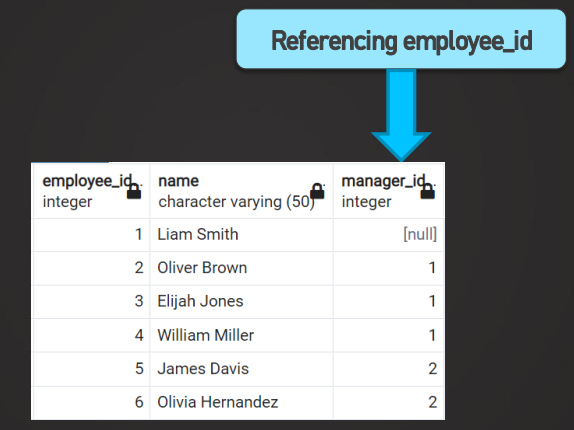 Referencing employee_id
employee_id.. name manager_id..
integer character varying (50) integer
1 Liam Smith [null]
2 Oliver Brown 1
3 Elijah Jones 1
4 William Miller 1
5 James Davis 2
6 Olivia Hernandez 2